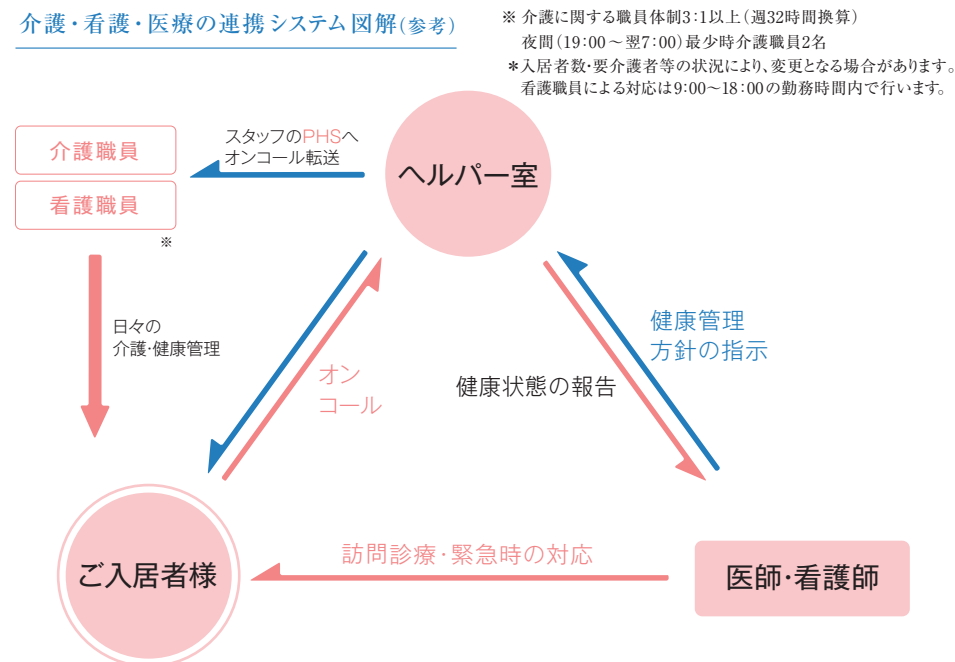 介護・看護・医療の連携システム図解(参考)
※ 介護に関する職員体制3:1以上(週32時間換算)
夜間(19:00～翌7:00)最少時介護職員2名
＊入居者数・要介護者等の状況により、変更となる場合があります。
看護職員による対応は9:00～18:00の勤務時間内で行います。
介護職員
看護職員
※
スタッフのPHSへ
オンコール転送
ヘルパー室
日々の
介護・健康管理
オン
コール
健康状態の報告
健康管理
方針の指示
ご入居者様
訪問診療・緊急時の対応
医師・看護師